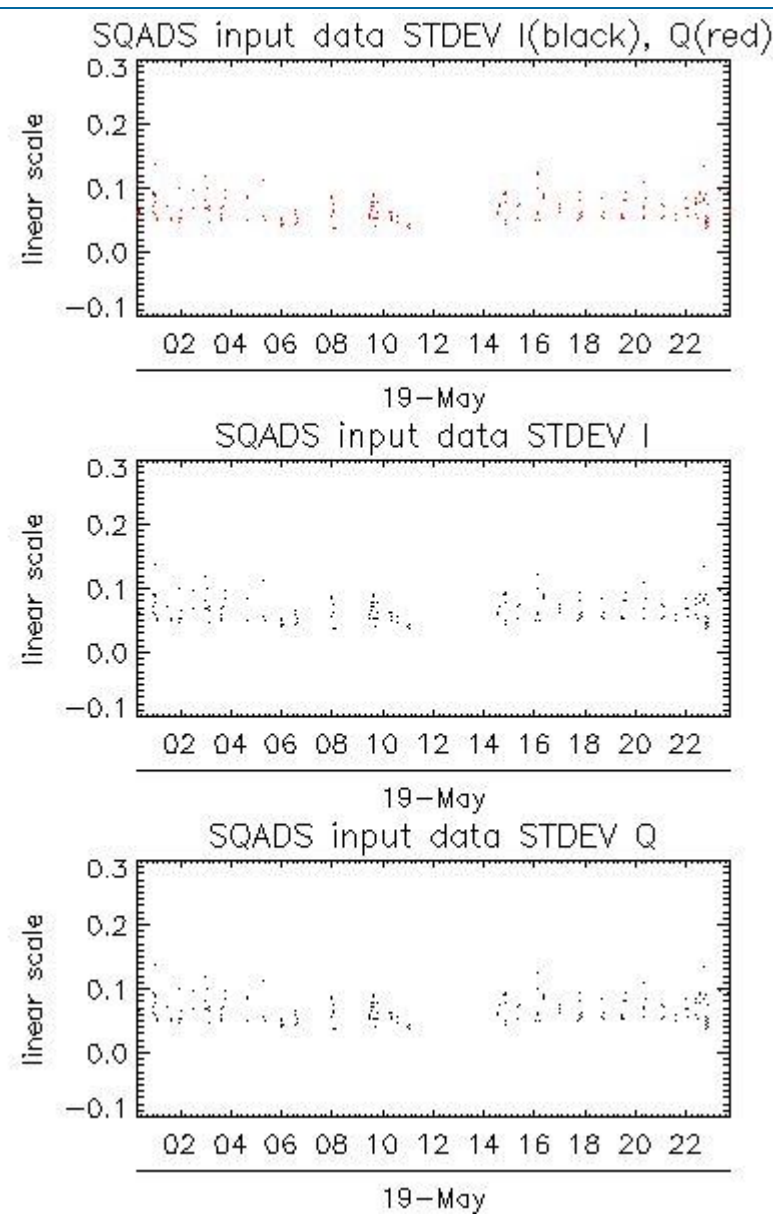 SQADS input data STDEV I(black), Q(red)
0.3
0.2
0.1
0.0
-0.1
linear scale
02 04 06 08 10 12 14 16 18 20 22
19-May
SQADS input data STDEV I
0.3
0.2
0.1
0.0
-0.1
linear scale
02 04 06 08 10 12 14 16 18 20 22
19-May
SQADS input data STDEV Q
0.3
0.2
0.1
0.0
-0.1
linear scale
02 04 06 08 10 12 14 16 18 20 22
19-May